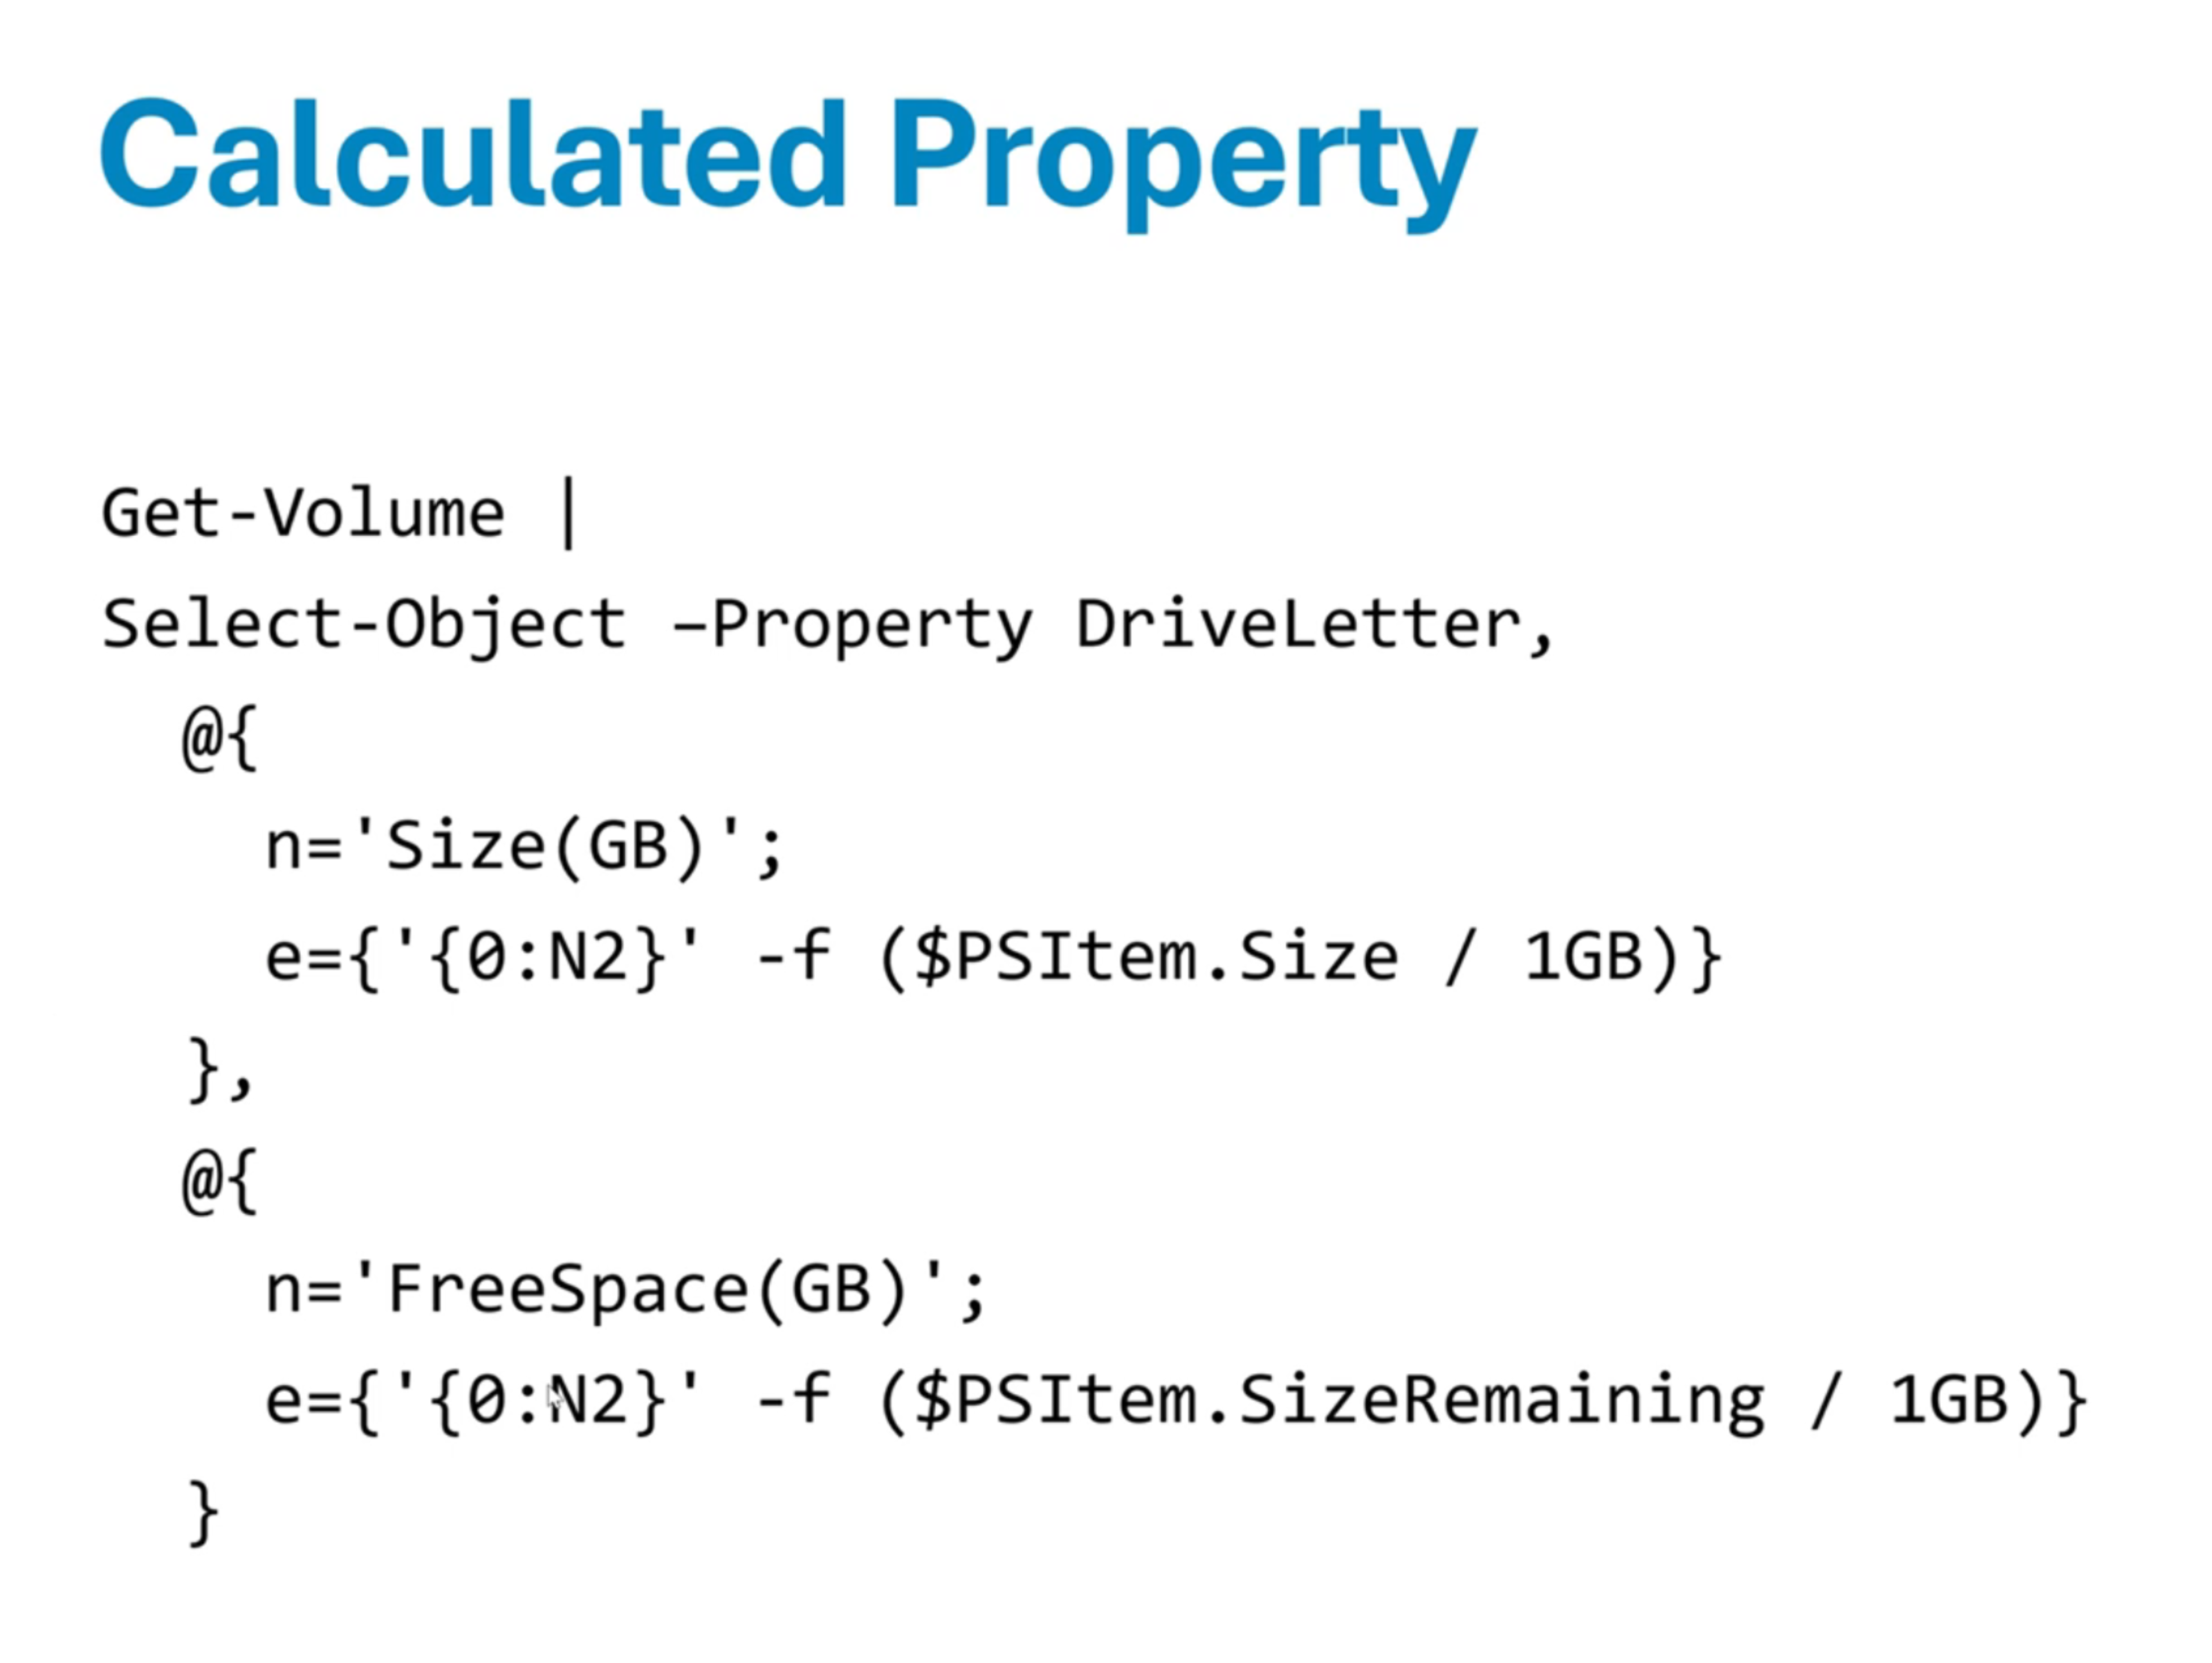 Calculated Property
Get-Volume |
Select-Object –Property DriveLetter,
@{
n='Size(GB)';
e={'{0:N2}' -f ($PSItem.Size / 1GB)}
},
@{
n='FreeSpace(GB)';
e={'{0:N2}' -f ($PSItem.SizeRemaining / 1GB)}
}